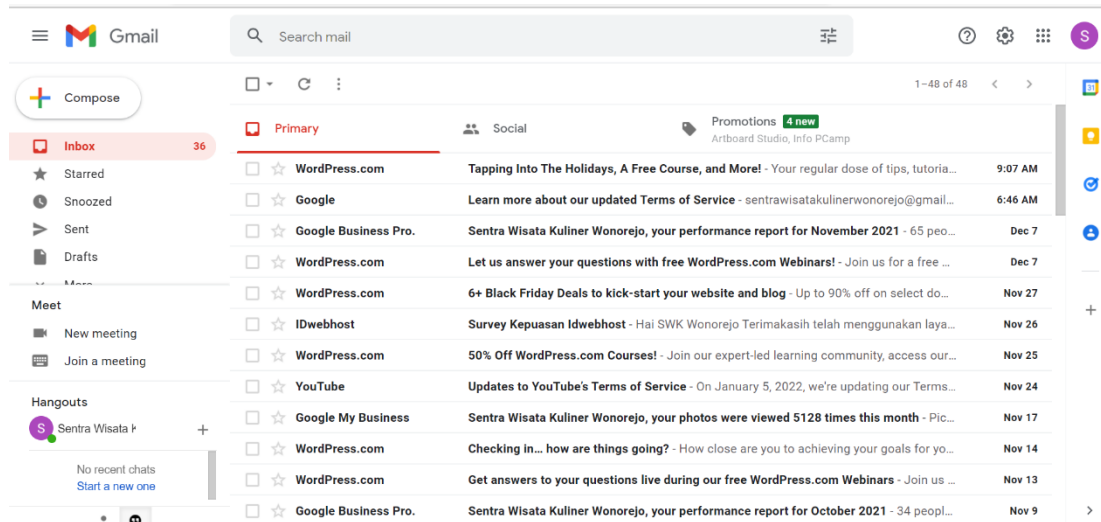 Gmail
Search mail
S
Compose
1–48 of 48
31
Primary
Social
Promotions 4 new
Artboard Studio, Info PCamp
Inbox 36
Starred
Snoozed
Sent
Drafts
More
Meet
New meeting
Join a meeting
Hangouts
S Sentra Wisata K
No recent chats
Start a new one
WordPress.com Tapping Into The Holidays, A Free Course, and More! - Your regular dose of tips, tutoria... 9:07 AM
Google Learn more about our updated Terms of Service - sentrawisatakulinerwonorejo@gmail... 6:46 AM
Google Business Pro. Sentra Wisata Kuliner Wonorejo, your performance report for November 2021 - 65 peo... Dec 7
WordPress.com Let us answer your questions with free WordPress.com Webinars! - Join us for a free ... Dec 7
WordPress.com 6+ Black Friday Deals to kick-start your website and blog - Up to 90% off on select do... Nov 27
IDwebhost Survey Kepuasan Idwebhost - Hai SWK Wonorejo Terimakasih telah menggunakan laya... Nov 26
WordPress.com 50% Off WordPress.com Courses! - Join our expert-led learning community, access our... Nov 25
YouTube Updates to YouTube's Terms of Service - On January 5, 2022, we're updating our Terms... Nov 24
Google My Business Sentra Wisata Kuliner Wonorejo, your photos were viewed 5128 times this month - Pic... Nov 17
WordPress.com Checking in... how are things going? - How close are you to achieving your goals for yo... Nov 14
WordPress.com Get answers to your questions live during our free WordPress.com Webinars - Join us ... Nov 13
Google Business Pro. Sentra Wisata Kuliner Wonorejo, your performance report for October 2021 - 34 peopl... Nov 9